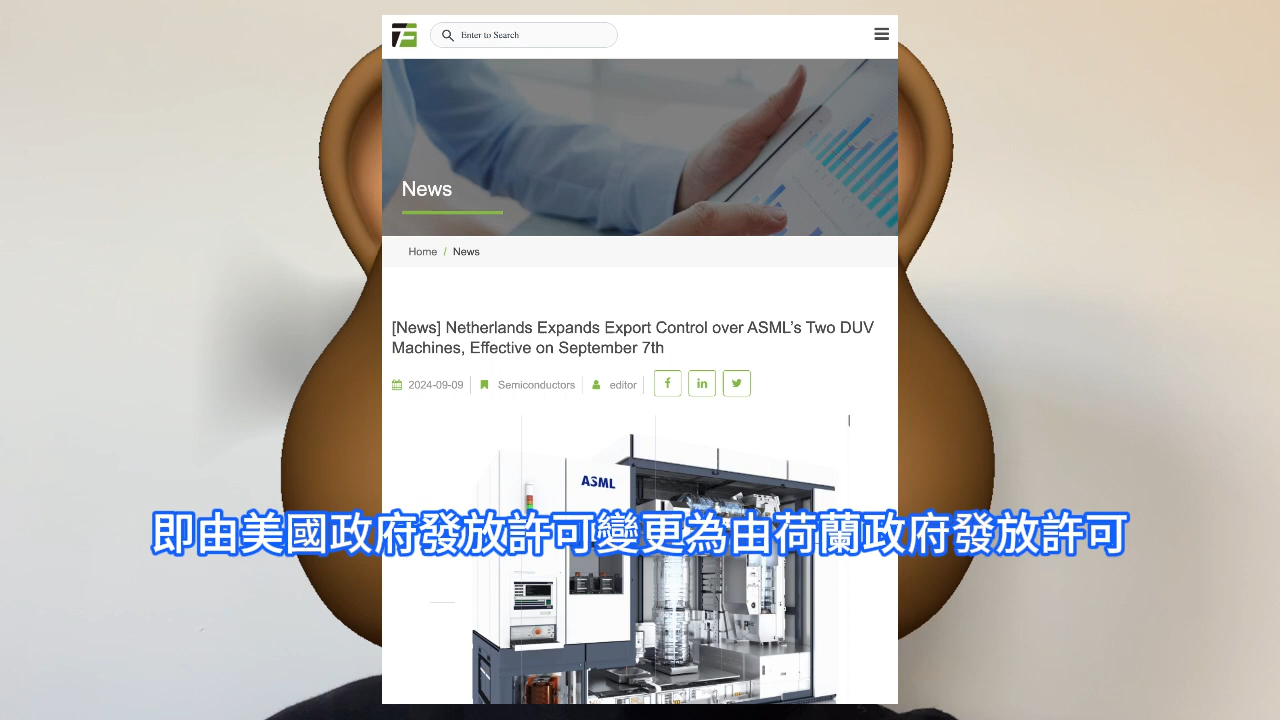 Enter to Search
News
Home / News
[News] Netherlands Expands Export Control over ASML’s Two DUV
Machines, Effective on September 7th
2024-09-09 Semiconductors editor
ASML
即由美國政府發放許可變更為由荷蘭政府發放許可